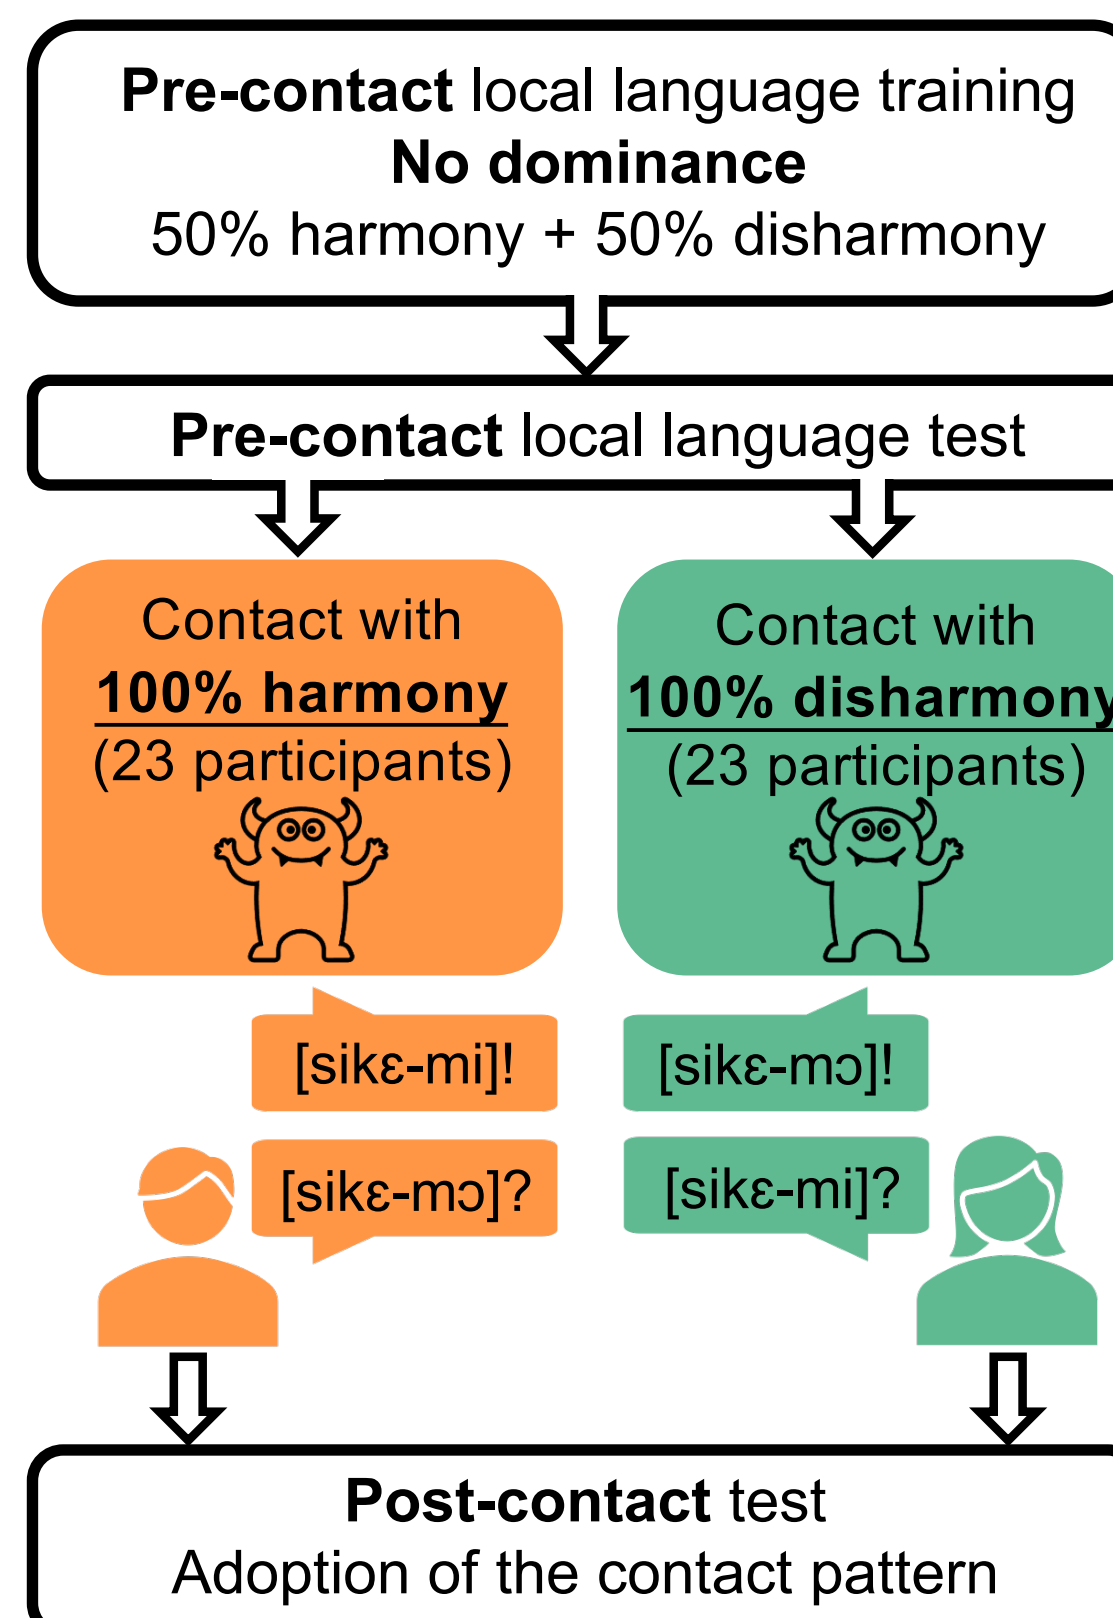 Pre-contact local language training
No dominance
50% harmony + 50% disharmony
Pre-contact local language test
Contact with
100% harmony
(23 participants)
Contact with
100% disharmony
(23 participants)
[sikɛ-mi]!
[sikɛ-mɔ]?
[sikɛ-mɔ]!
[sikɛ-mi]?
Post-contact test
Adoption of the contact pattern